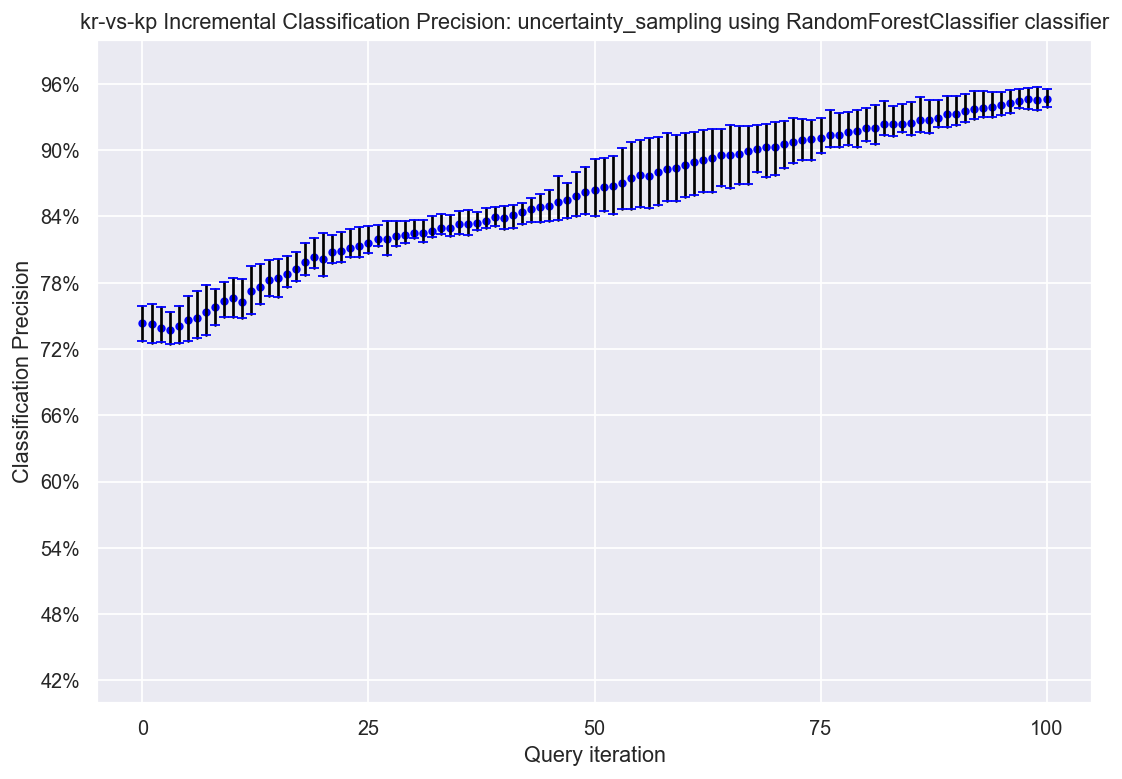 kr-vs-kp Incremental Classification Precision: uncertainty_sampling using RandomForestClassifier classifier
96%
90%
84%
78%
72%
66%
60%
54%
48%
42%
Classification Precision
0 25 50 75 100
Query iteration